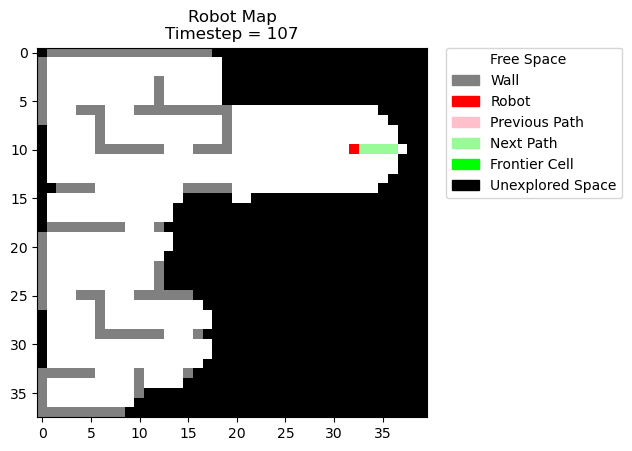 Robot Map
Timestep = 107
0
5
10
15
20
25
30
35
0
5
10
15
20
25
30
35
Free Space
Wall
Robot
Previous Path
Next Path
Frontier Cell
Unexplored Space